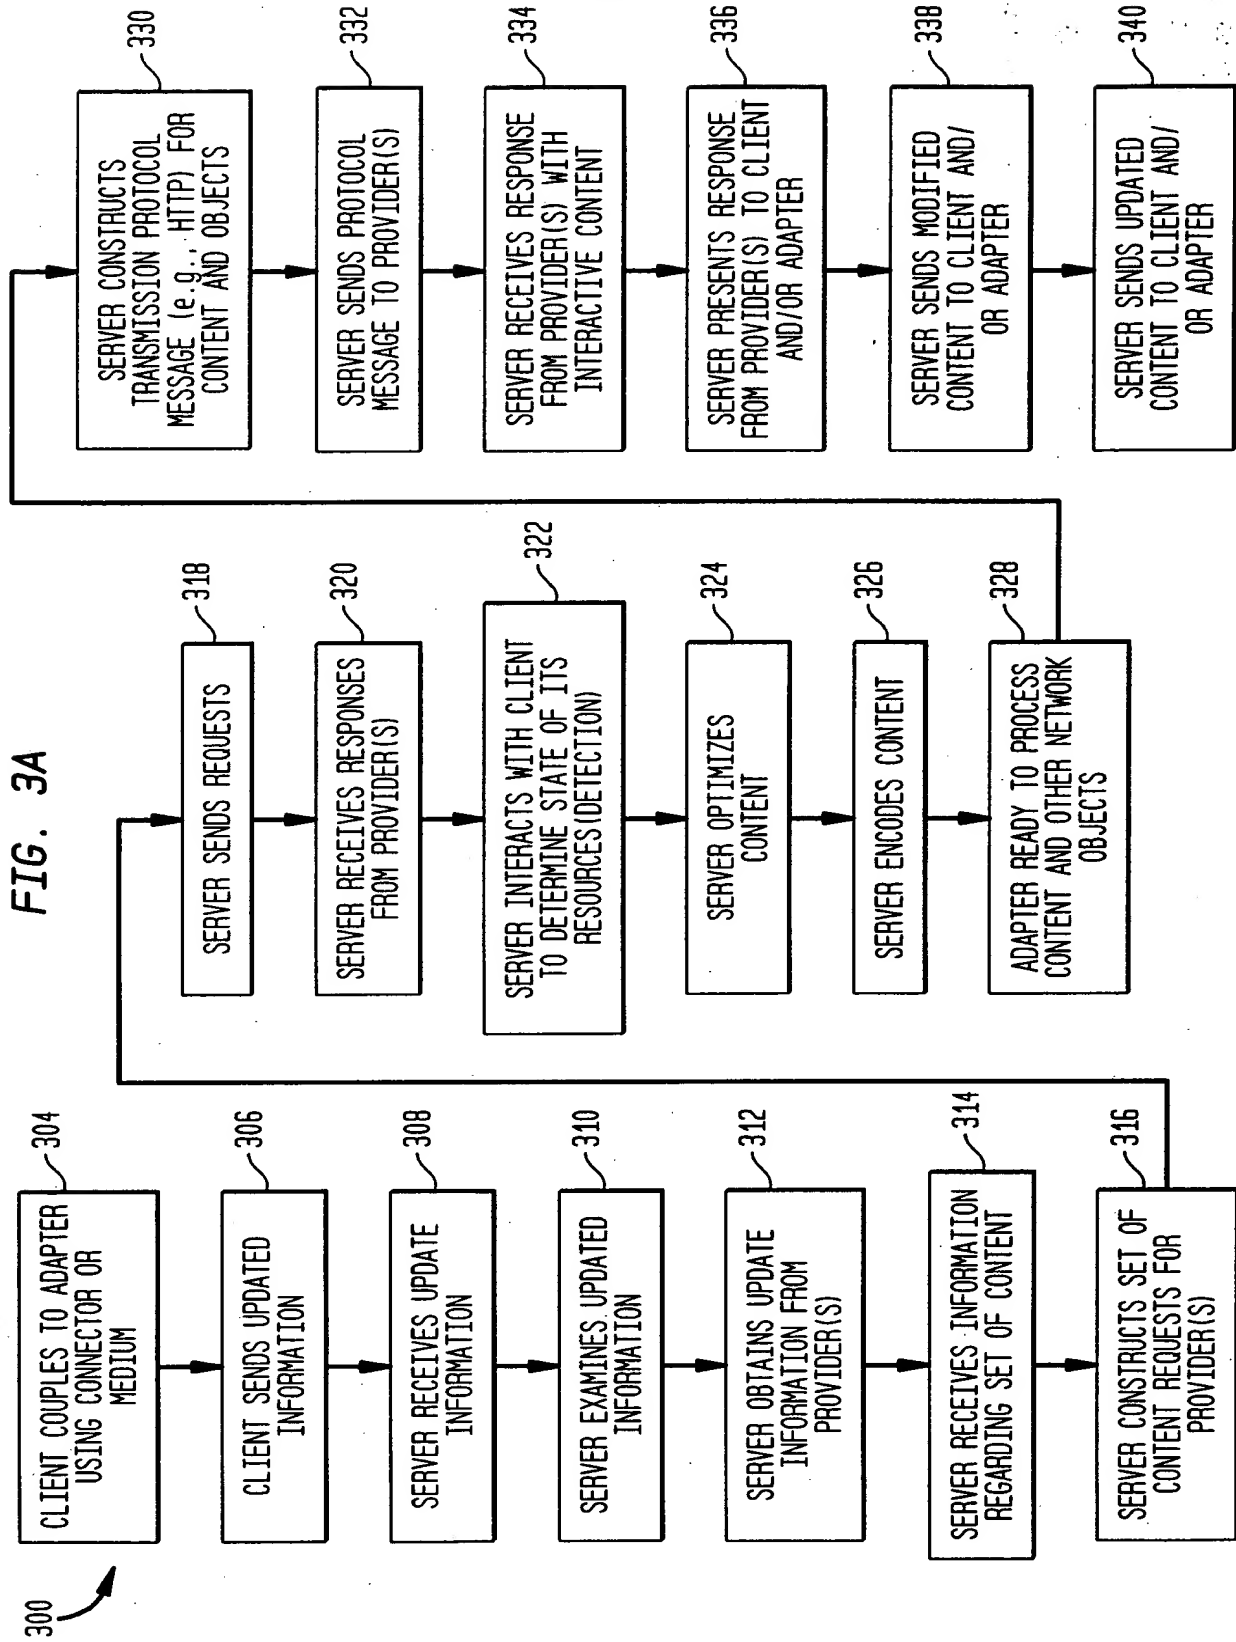 FIG. 3A
300
304
CLIENT COUPLES TO ADAPTER
USING CONNECTOR OR
MEDIUM
306
CLIENT SENDS UPDATED
INFORMATION
308
SERVER RECEIVES UPDATE
INFORMATION
310
SERVER EXAMINES UPDATED
INFORMATION
312
SERVER OBTAINS UPDATE
INFORMATION FROM
PROVIDER(S)
314
SERVER RECEIVES INFORMATION
REGARDING SET OF CONTENT
316
SERVER CONSTRUCTS SET OF
CONTENT REQUESTS FOR
PROVIDER(S)
318
SERVER SENDS REQUESTS
320
SERVER RECEIVES RESPONSES
FROM PROVIDER(S)
322
SERVER INTERACTS WITH CLIENT
TO DETERMINE STATE OF ITS
RESOURCES(DETECTION)
324
SERVER OPTIMIZES
CONTENT
326
SERVER ENCODES CONTENT
328
ADAPTER READY TO PROCESS
CONTENT AND OTHER NETWORK
OBJECTS
330
SERVER CONSTRUCTS
TRANSMISSION PROTOCOL
MESSAGE (e.g., HTTP) FOR
CONTENT AND OBJECTS
332
SERVER SENDS PROTOCOL
MESSAGE TO PROVIDER(S)
334
SERVER RECEIVES RESPONSE
FROM PROVIDER(S) WITH
INTERACTIVE CONTENT
336
SERVER PRESENTS RESPONSE
FROM PROVIDER(S) TO CLIENT
AND/OR ADAPTER
338
SERVER SENDS MODIFIED
CONTENT TO CLIENT AND/
OR ADAPTER
340
SERVER SENDS UPDATED
CONTENT TO CLIENT AND/
OR ADAPTER